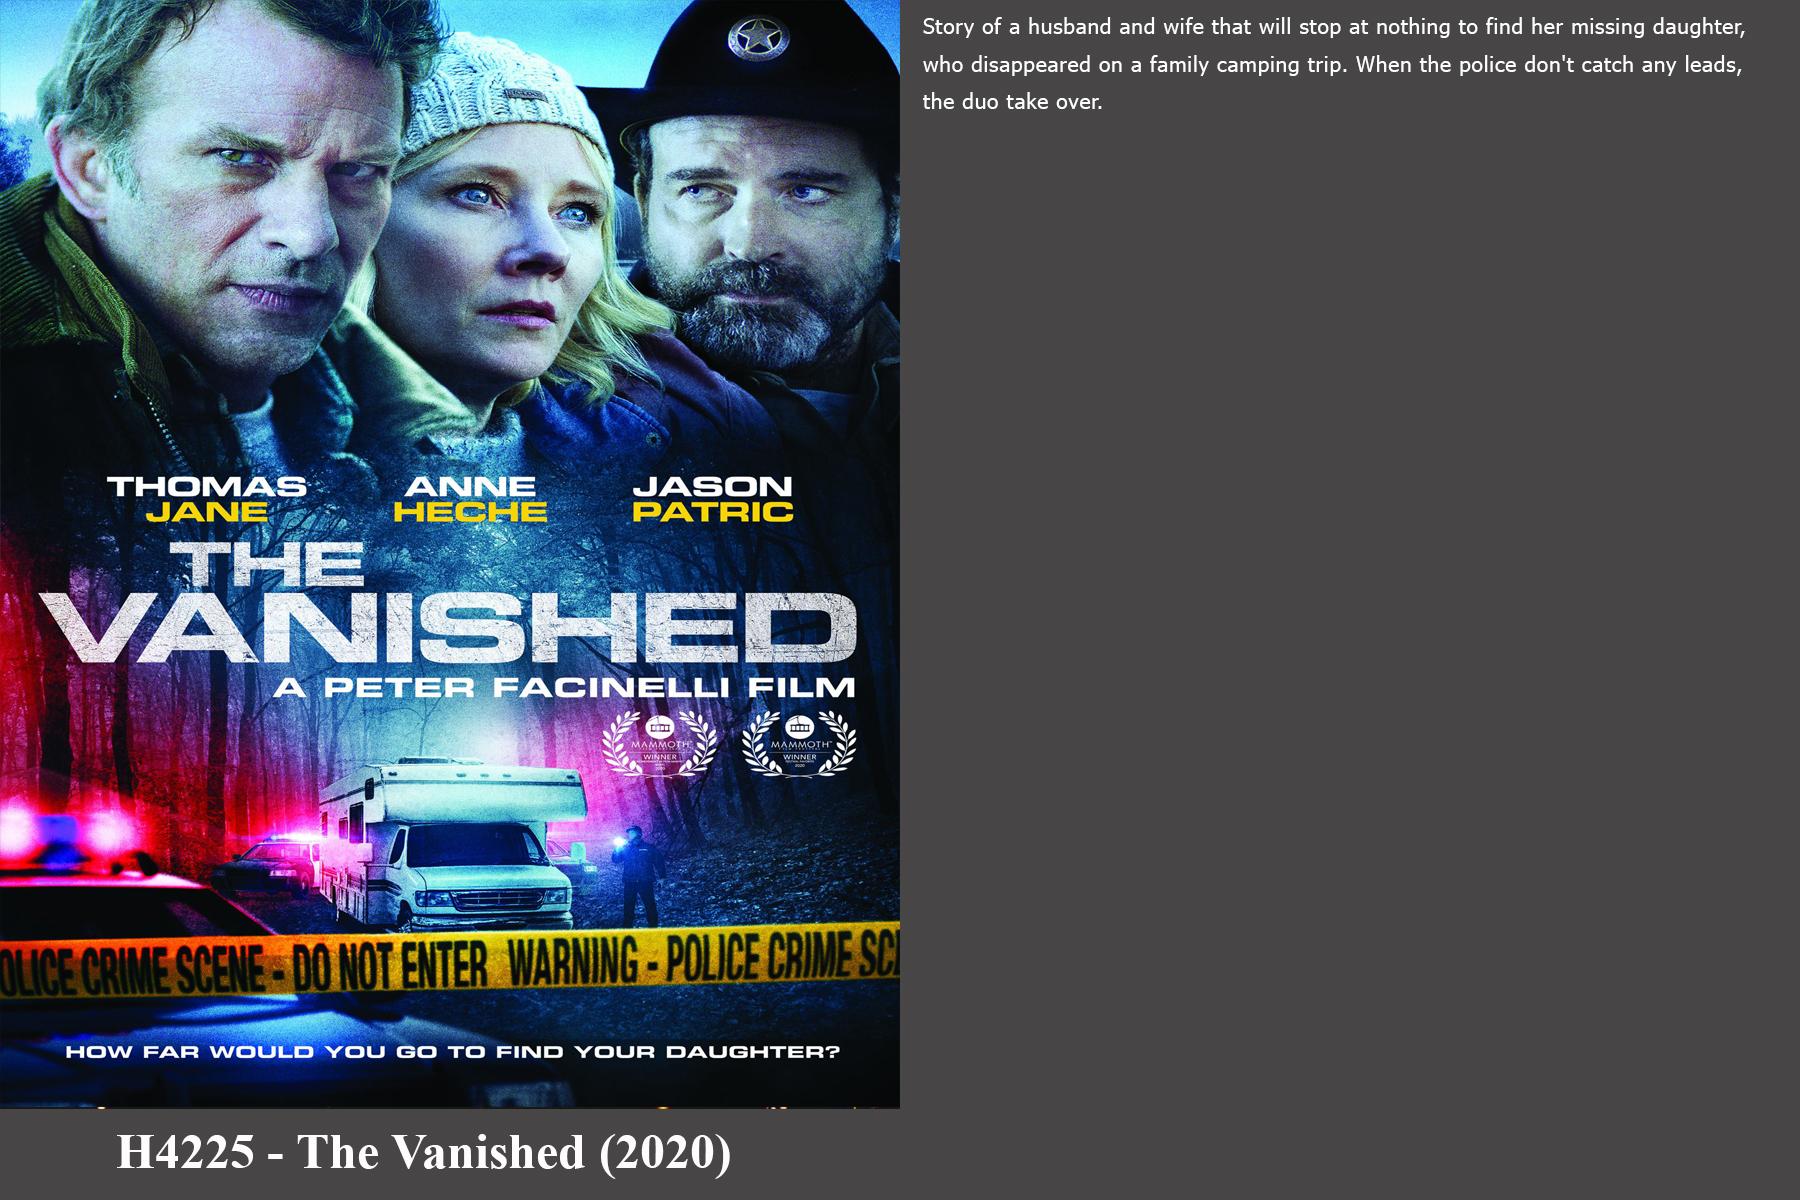 Story of a husband and wife that will stop at nothing to find her missing daughter,
who disappeared on a family camping trip. When the police don't catch any leads,
the duo take over.
THOMAS JANE
ANNE HECHE
JASON PATRIC
THE
VANISHED
A PETER FACINELLI FILM
MAMMOTH
WINNER
2020
MAMMOTH
WINNER
2020
OLICE CRIME SCENE - DO NOT ENTER WARNING - POLICE CRIME SC
HOW FAR WOULD YOU GO TO FIND YOUR DAUGHTER?
H4225 - The Vanished (2020)